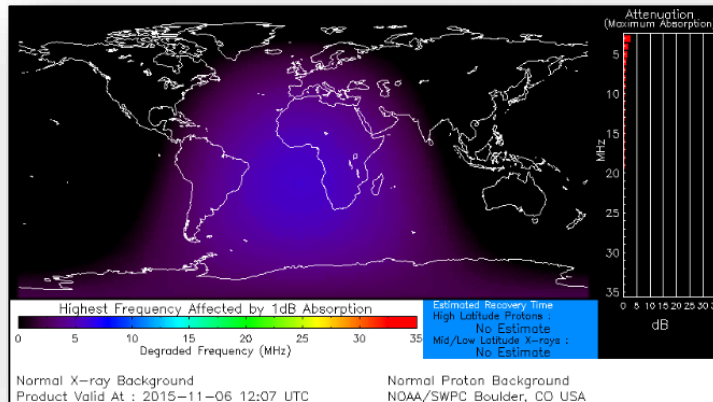 Attenuation
(Maximum Absorption
5
10
15
20
25
30
35
MHz
0 5 10 15 20 25 30 3
dB
Highest Frequency Affected by 1dB Absorption
0 5 10 15 20 25 30 35
Degraded Frequency (MHz)
Estimated Recovery Time
High Latitude Protons :
No Estimate
Mid/Low Latitude X-rays :
No Estimate
Normal X-ray Background
Normal Proton Background
Product Valid At : 2015-11-06 12:07 UTC
NOAA/SWPC Boulder, CO USA